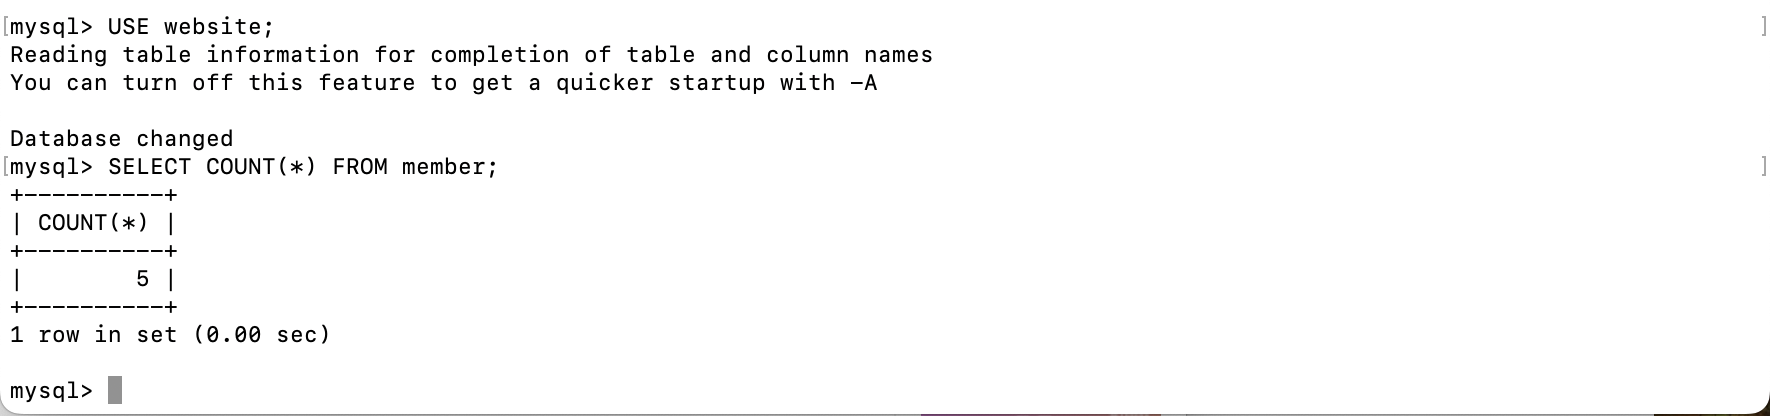 [mysql> USE website; ]
Reading table information for completion of table and column names
You can turn off this feature to get a quicker startup with -A
Database changed
[mysql> SELECT COUNT(*) FROM member; ]
+----------+
| COUNT(*) |
+----------+
|        5 |
+----------+
1 row in set (0.00 sec)
mysql>